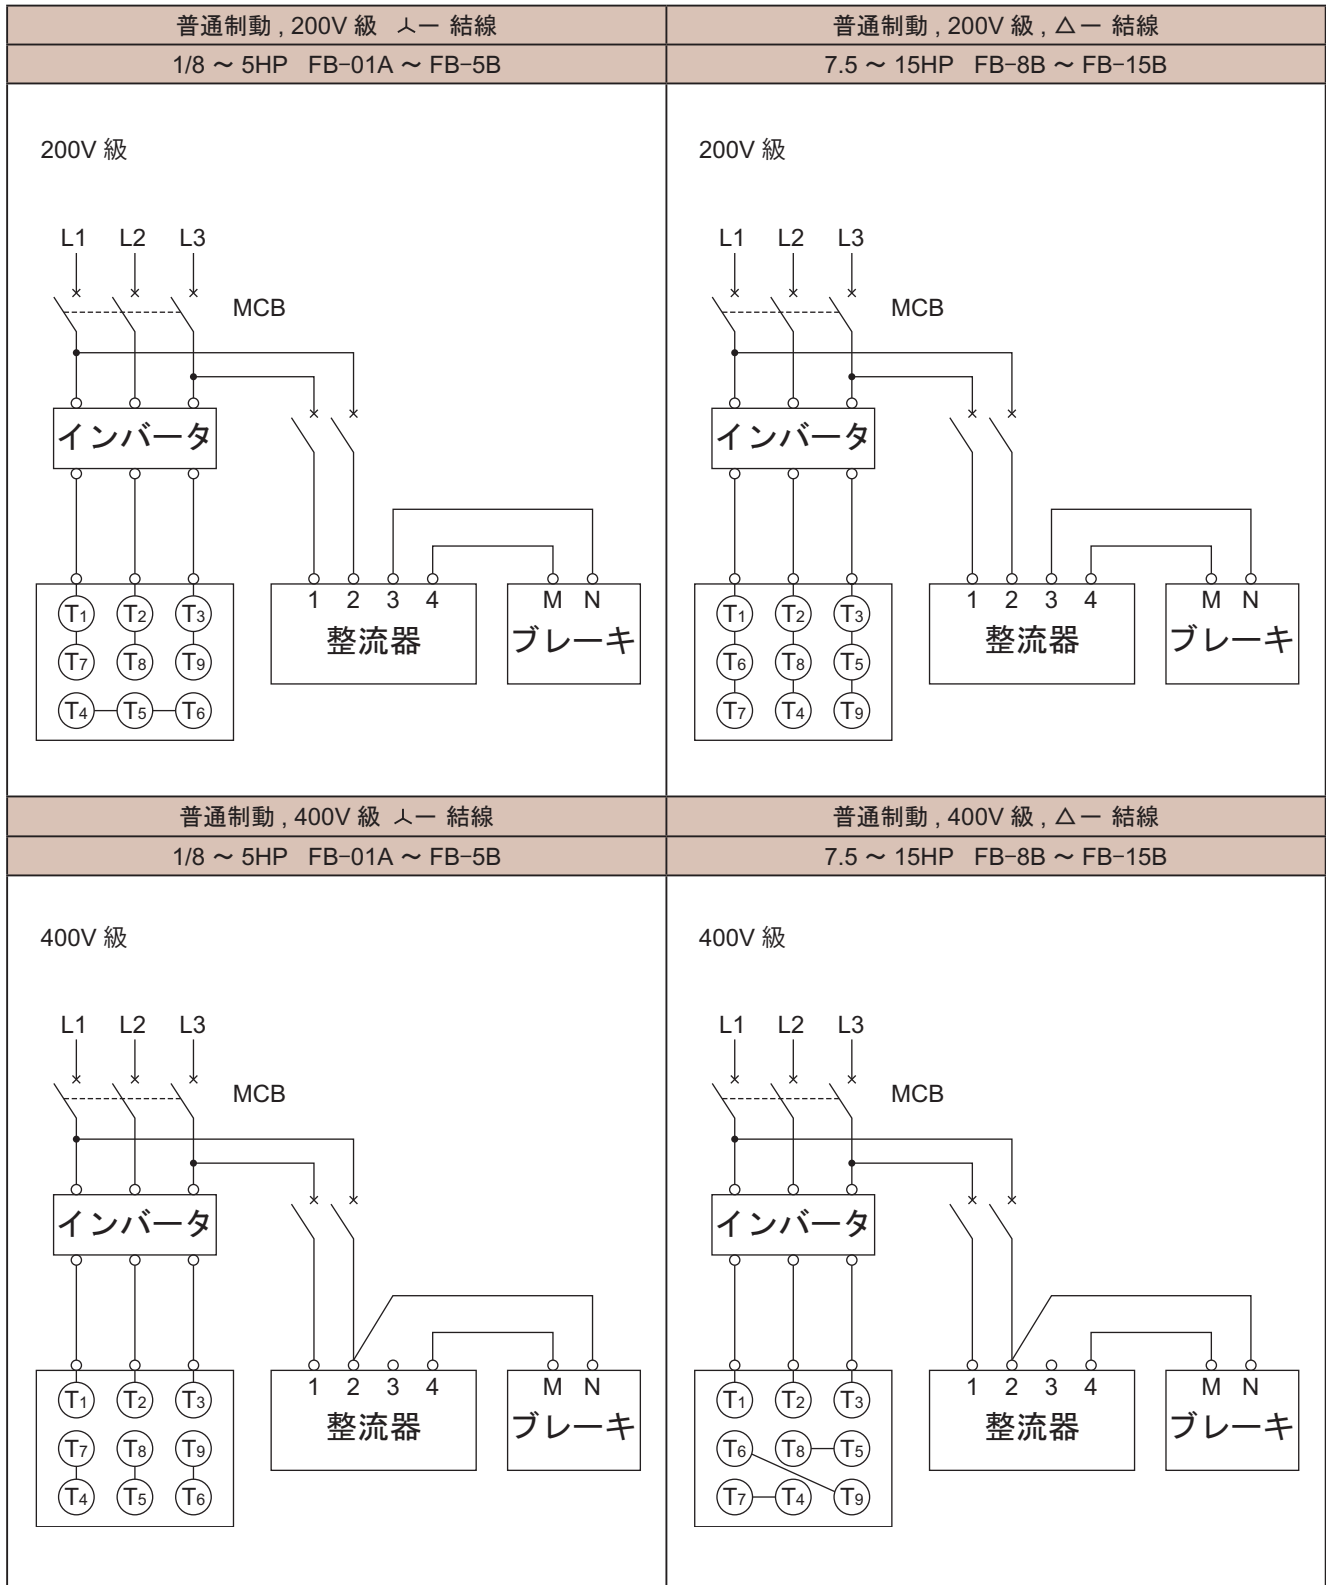 普通制動 , 200V 級 人ー 結線
普通制動 , 200V 級 , △ー 結線
1/8 ～ 5HP FB-01A ～ FB-5B
7.5 ～ 15HP FB-8B ～ FB-15B
200V 級
200V 級
L1 L2 L3
L1 L2 L3
MCB
MCB
インバータ
インバータ
1 2 3 4
M N
1 2 3 4
M N
整流器
ブレーキ
整流器
ブレーキ
T1 T2 T3
T7 T8 T9
T4 T5 T6
T1 T2 T3
T6 T8 T5
T7 T4 T9
普通制動 , 400V 級 人ー 結線
普通制動 , 400V 級 , △ー 結線
1/8 ～ 5HP FB-01A ～ FB-5B
7.5 ～ 15HP FB-8B ～ FB-15B
400V 級
400V 級
L1 L2 L3
L1 L2 L3
MCB
MCB
インバータ
インバータ
1 2 3 4
M N
1 2 3 4
M N
整流器
ブレーキ
整流器
ブレーキ
T1 T2 T3
T7 T8 T9
T4 T5 T6
T1 T2 T3
T6 T8 T5
T7 T4 T9